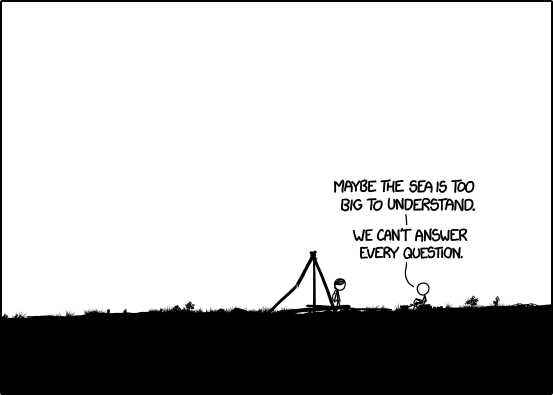 MAYBE THE SEA IS TOO
BIG TO UNDERSTAND.
WE CAN'T ANSWER
EVERY QUESTION.